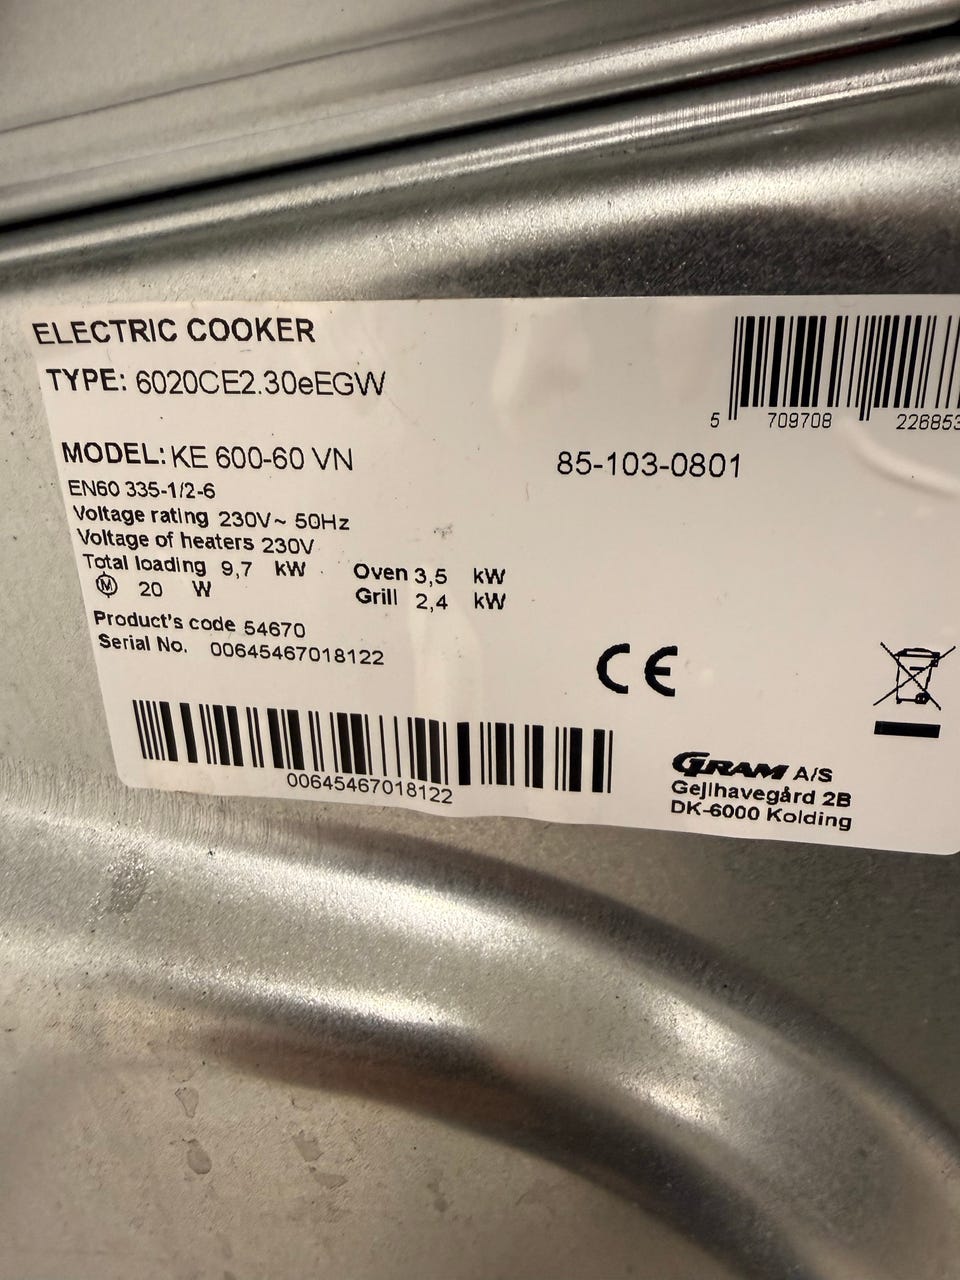 ELECTRIC COOKER
TYPE: 6020CE2.30eEGW
5 709708 226853
MODEL: KE 600-60 VN
85-103-0801
EN60 335-1/2-6
Voltage rating 230V~ 50Hz
Voltage of heaters 230V
Total loading 9,7 kW Oven 3,5 kW
M 20 W Grill 2,4 kW
Product's code 54670
Serial No. 00645467018122
CE
00645467018122
GRAM A/S
Gejlhavegård 2B
DK-6000 Kolding